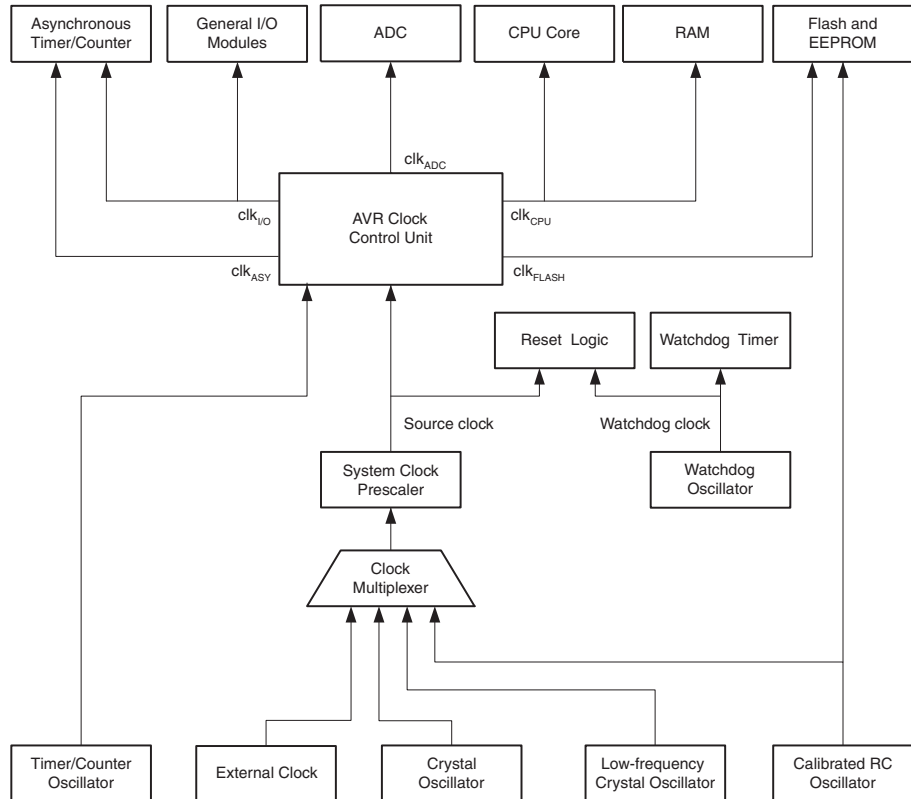 Asynchronous
Timer/Counter
General I/O
Modules
ADC
CPU Core
RAM
Flash and
EEPROM
clkADC
clkI/O
AVR Clock
Control Unit
clkCPU
clkASY
clkFLASH
Reset Logic
Watchdog Timer
Source clock
Watchdog clock
System Clock
Prescaler
Watchdog
Oscillator
Clock
Multiplexer
Timer/Counter
Oscillator
External Clock
Crystal
Oscillator
Low-frequency
Crystal Oscillator
Calibrated RC
Oscillator